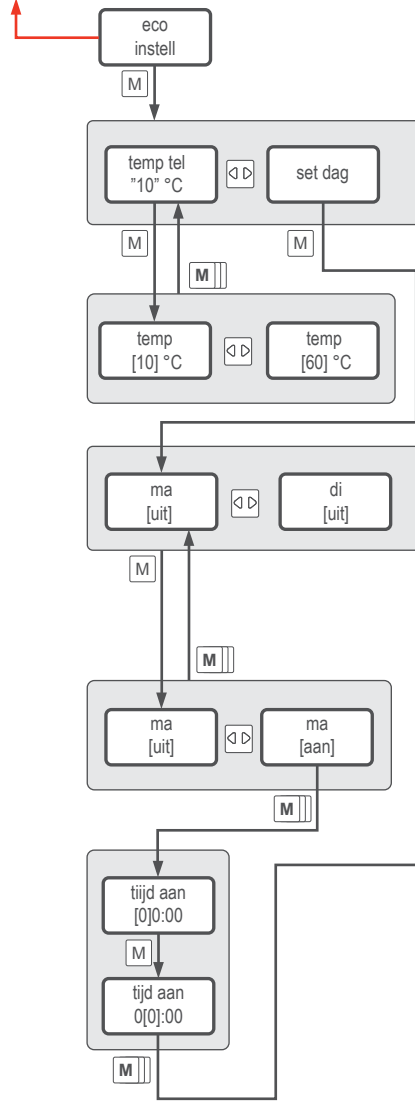 eco
instell
M
temp tel
"10" °C
set dag
M
M
M
temp
[10] °C
temp
[60] °C
ma
[uit]
di
[uit]
M
M
ma
[uit]
ma
[aan]
M
tiijd aan
[0]0:00
M
tijd aan
0[0]:00
M